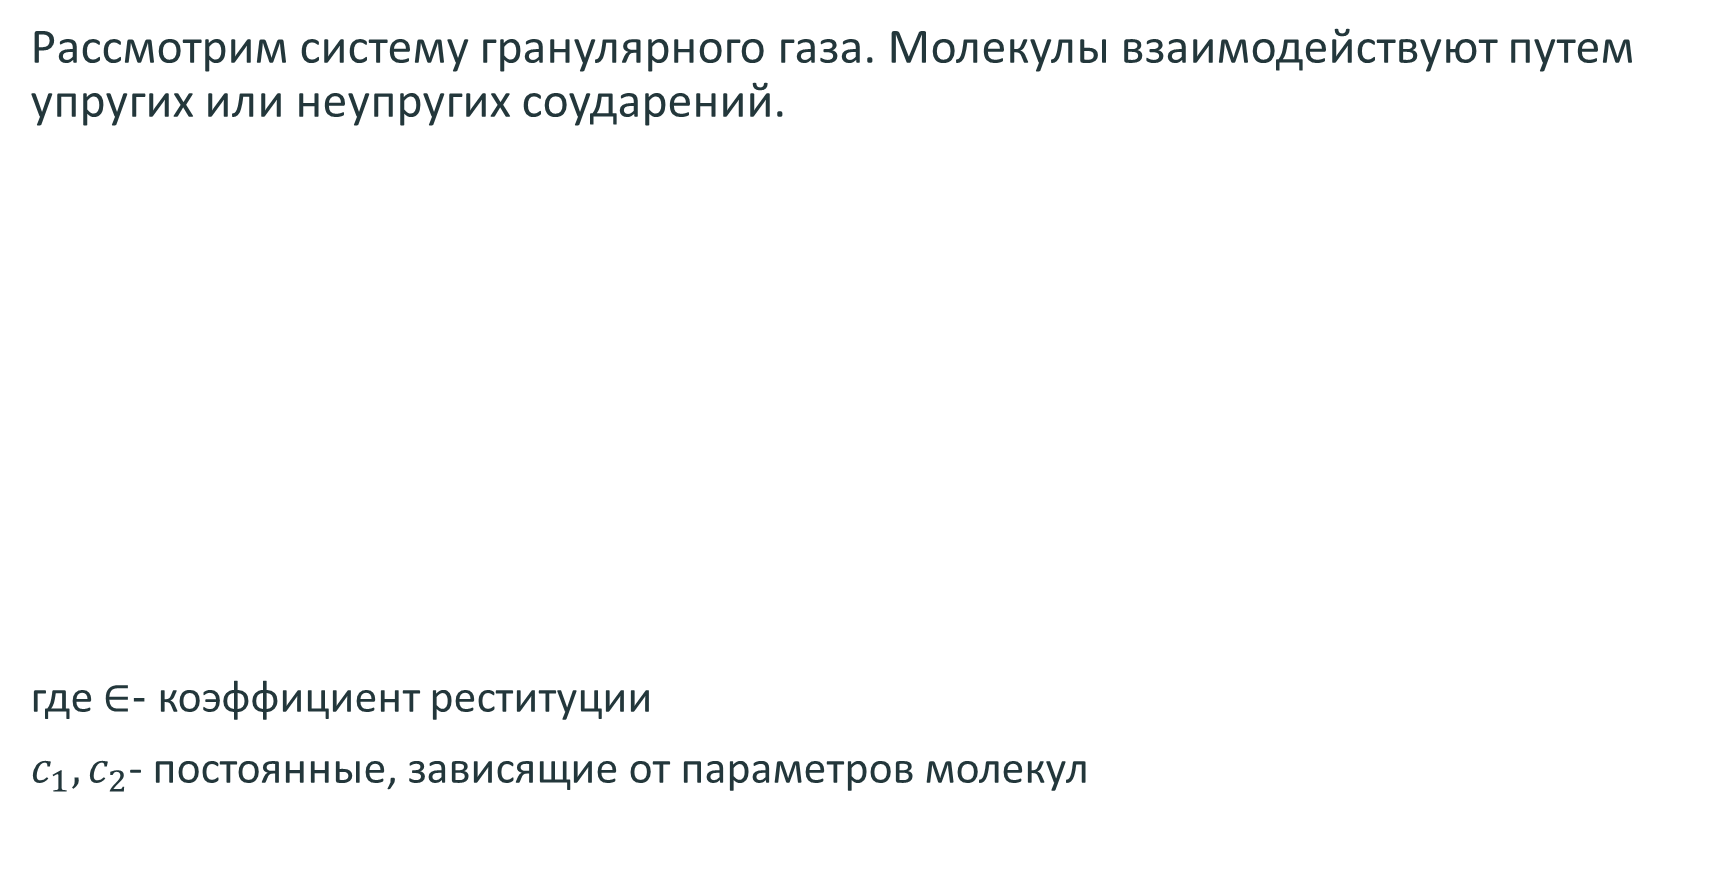 Рассмотрим систему гранулярного газа. Молекулы взаимодействуют путем
упругих или неупругих соударений.
где ∈- коэффициент реституции
𝑐₁, 𝑐₂- постоянные, зависящие от параметров молекул